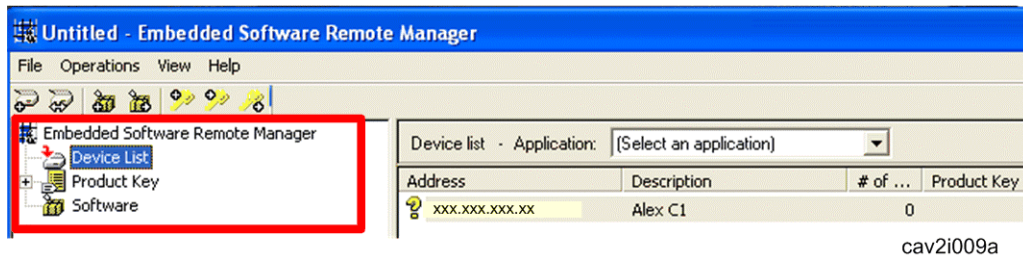 Untitled - Embedded Software Remote Manager
File Operations View Help
Embedded Software Remote Manager
Device List
Product Key
Software
Device list - Application: (Select an application)
Address Description # of ... Product Key
xxx.xxx.xxx.xx Alex C1 0
cav2i009a